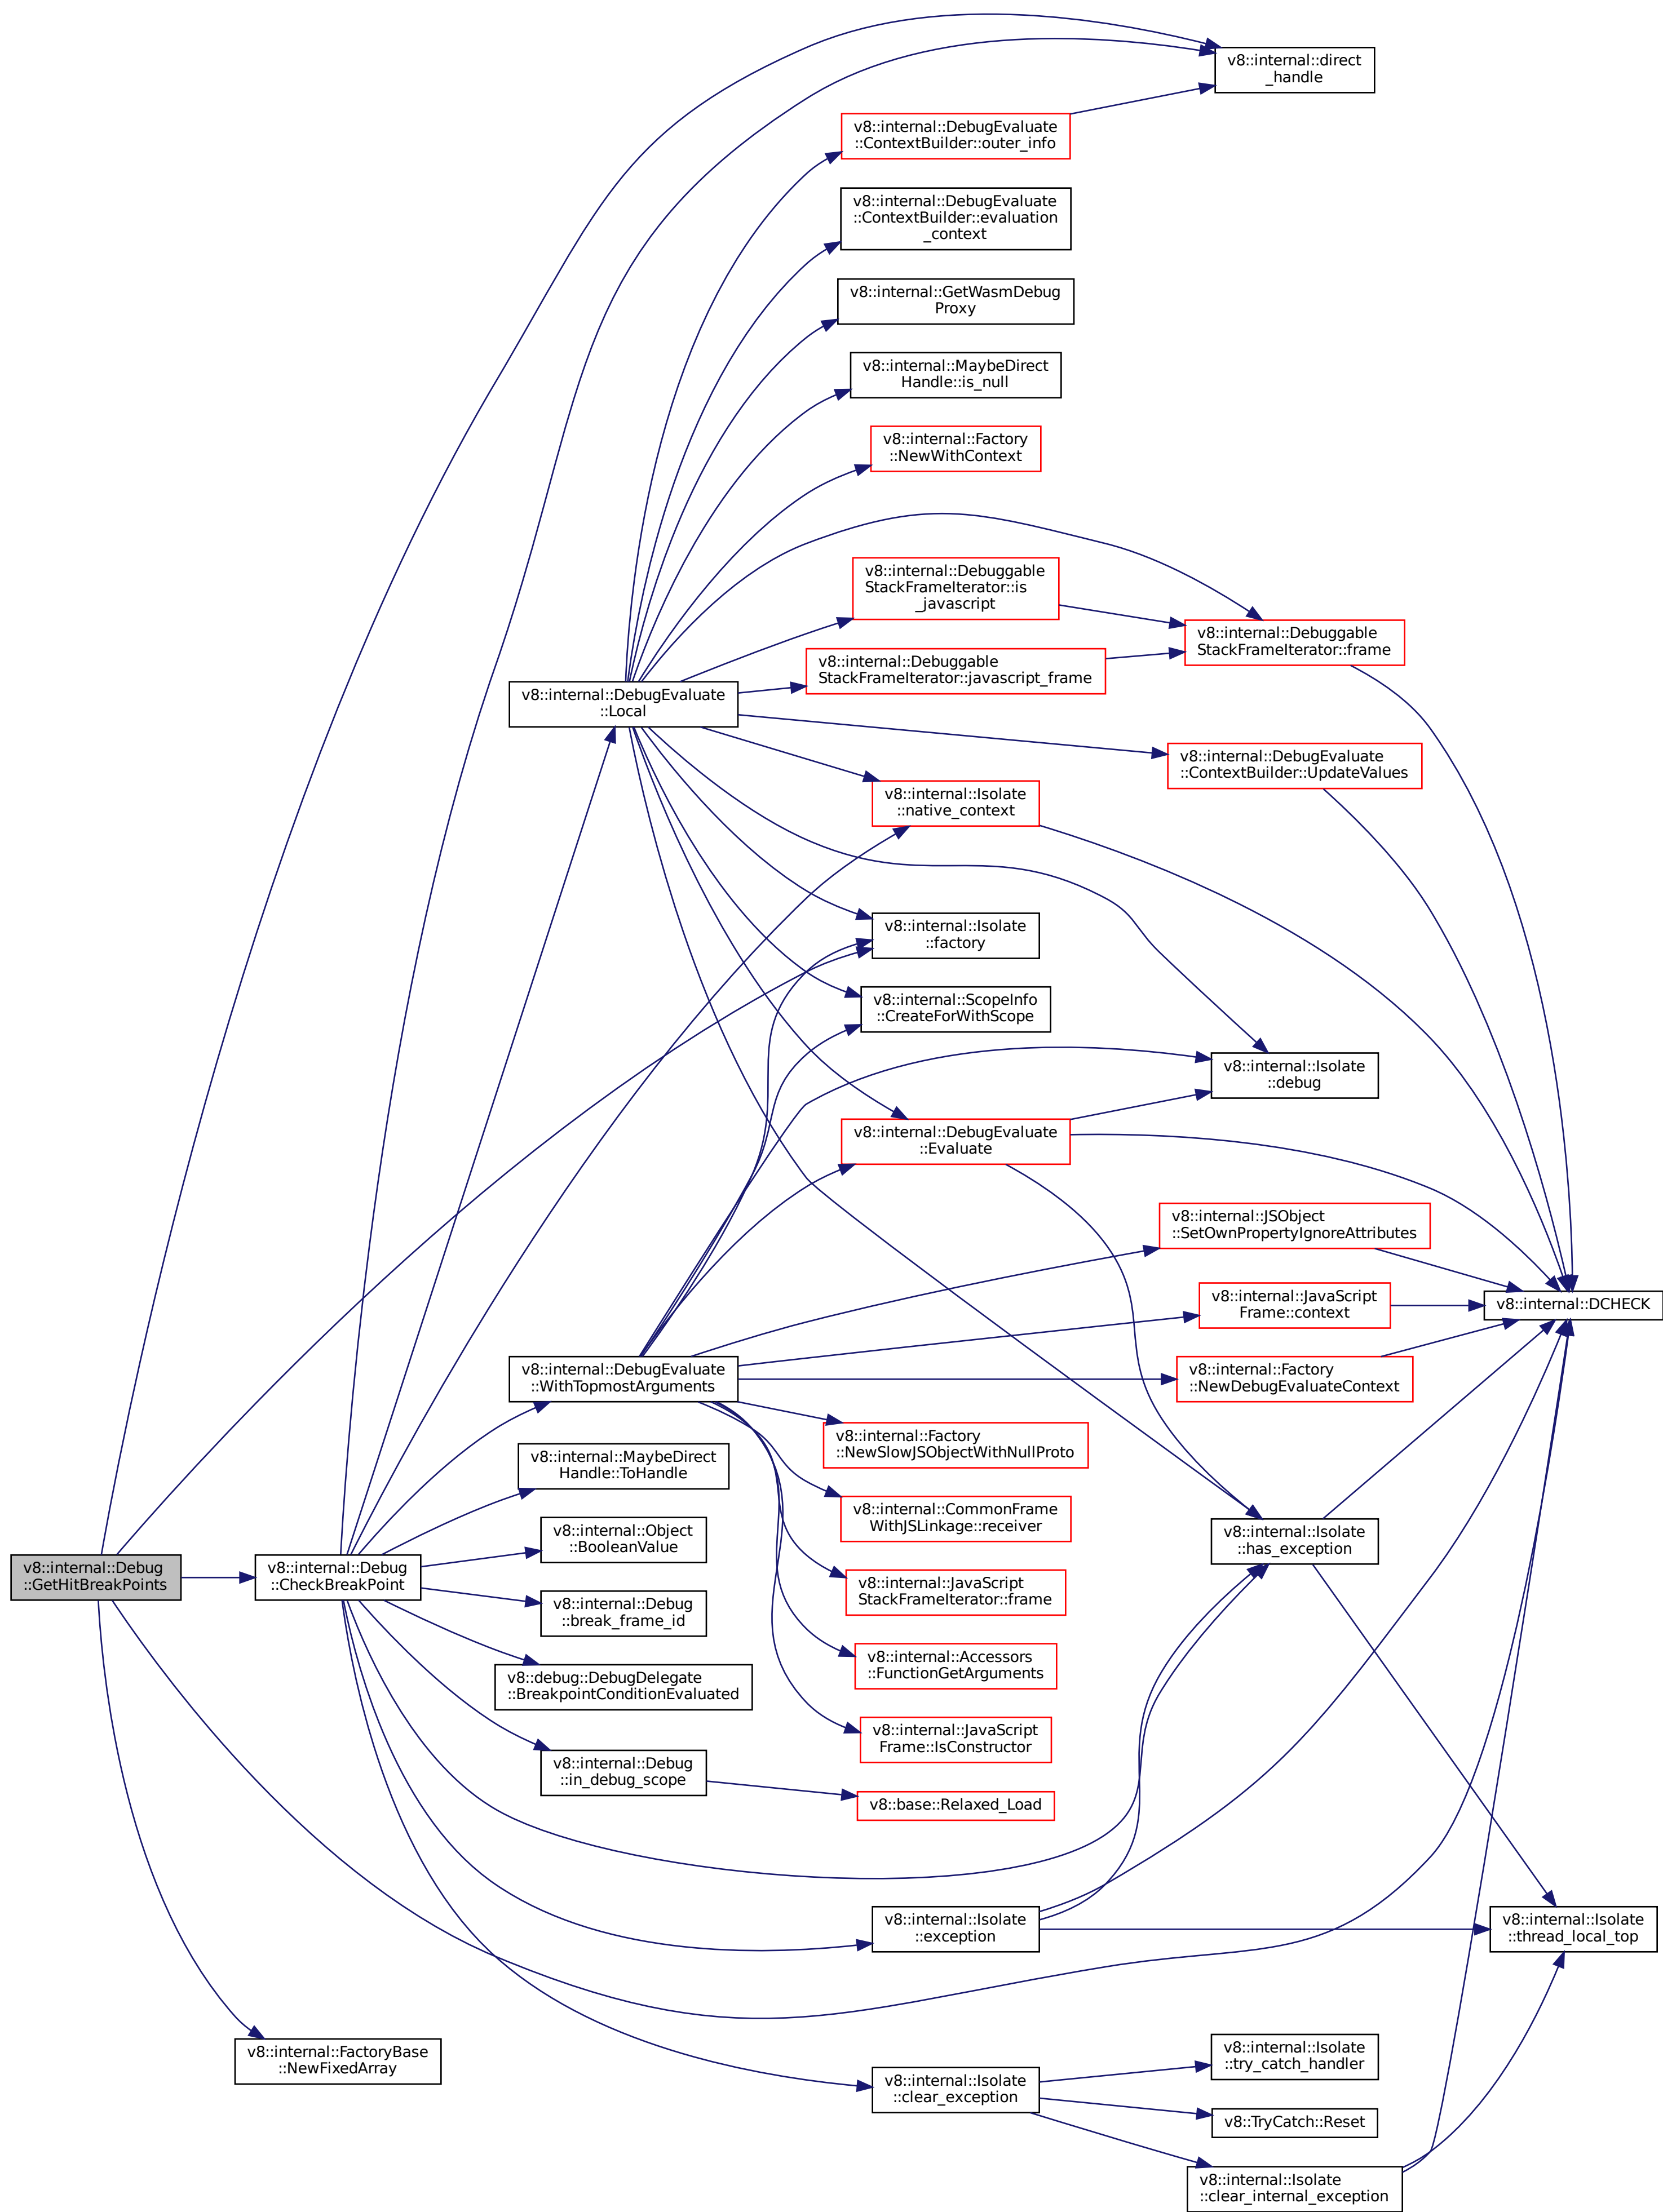 v8::internal::direct
_handle
v8::internal::DebugEvaluate
::ContextBuilder::outer_info
v8::internal::DebugEvaluate
::ContextBuilder::evaluation
_context
v8::internal::GetWasmDebug
Proxy
v8::internal::MaybeDirect
Handle::is_null
v8::internal::Factory
::NewWithContext
v8::internal::Debuggable
StackFrameIterator::is
_javascript
v8::internal::Debuggable
StackFrameIterator::frame
v8::internal::Debuggable
StackFrameIterator::javascript_frame
v8::internal::DebugEvaluate
::Local
v8::internal::DebugEvaluate
::ContextBuilder::UpdateValues
v8::internal::Isolate
::native_context
v8::internal::Isolate
::factory
v8::internal::ScopeInfo
::CreateForWithScope
v8::internal::Isolate
::debug
v8::internal::DebugEvaluate
::Evaluate
v8::internal::JSObject
::SetOwnPropertyIgnoreAttributes
v8::internal::JavaScript
Frame::context
v8::internal::DCHECK
v8::internal::DebugEvaluate
::WithTopmostArguments
v8::internal::Factory
::NewDebugEvaluateContext
v8::internal::Factory
::NewSlowJSObjectWithNullProto
v8::internal::MaybeDirect
Handle::ToHandle
v8::internal::CommonFrame
WithJSLinkage::receiver
v8::internal::Object
::BooleanValue
v8::internal::Isolate
::has_exception
v8::internal::Debug
::GetHitBreakPoints
v8::internal::Debug
::CheckBreakPoint
v8::internal::JavaScript
StackFrameIterator::frame
v8::internal::Debug
::break_frame_id
v8::internal::Accessors
::FunctionGetArguments
v8::debug::DebugDelegate
::BreakpointConditionEvaluated
v8::internal::JavaScript
Frame::IsConstructor
v8::internal::Debug
::in_debug_scope
v8::base::Relaxed_Load
v8::internal::Isolate
::exception
v8::internal::Isolate
::thread_local_top
v8::internal::FactoryBase
::NewFixedArray
v8::internal::Isolate
::try_catch_handler
v8::internal::Isolate
::clear_exception
v8::TryCatch::Reset
v8::internal::Isolate
::clear_internal_exception